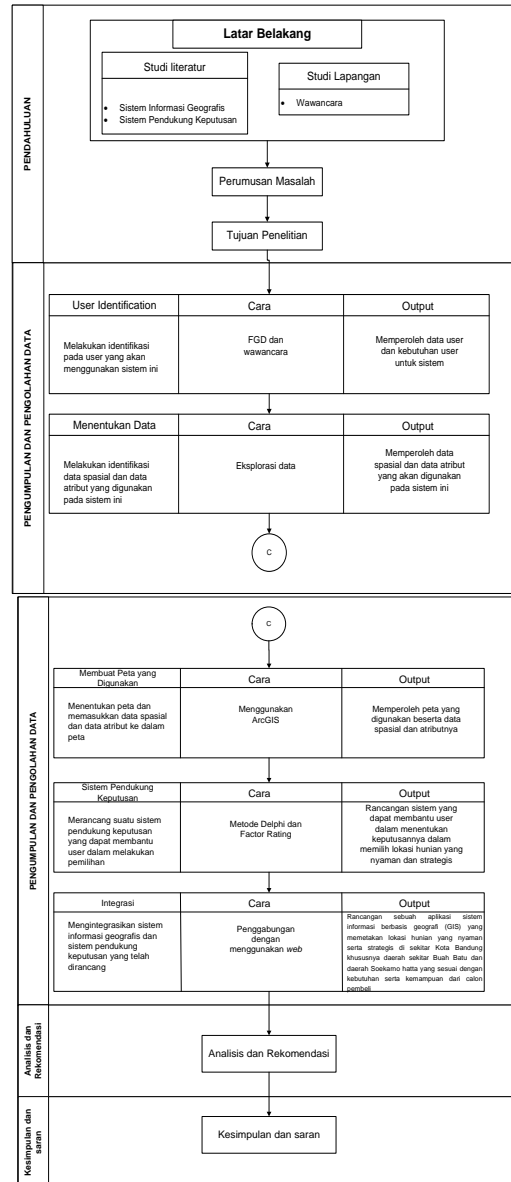 PENDAHULUAN
Latar Belakang
Studi literatur
• Sistem Informasi Geografis
• Sistem Pendukung Keputusan
Studi Lapangan
• Wawancara
Perumusan Masalah
Tujuan Penelitian
PENGUMPULAN DAN PENGOLAHAN DATA
User Identification
Melakukan identifikasi
pada user yang akan
menggunakan sistem ini
Cara
FGD dan
wawancara
Output
Memperoleh data user
dan kebutuhan user
untuk sistem
Menentukan Data
Melakukan identifikasi
data spasial dan data
atribut yang digunakan
pada sistem ini
Cara
Eksplorasi data
Output
Memperoleh data
spasial dan data atribut
yang akan digunakan
pada sistem ini
C
PENGUMPULAN DAN PENGOLAHAN DATA
C
Membuat Peta yang
Digunakan
Menentukan peta dan
memasukkan data spasial
dan data atribut ke dalam
peta
Cara
Menggunakan
ArcGIS
Output
Memperoleh peta yang
digunakan beserta data
spasial dan atributnya
Sistem Pendukung
Keputusan
Merancang suatu sistem
pendukung keputusan
yang dapat membantu
user dalam melakukan
pemilihan
Cara
Metode Delphi dan
Factor Rating
Output
Rancangan sistem yang
dapat membantu user
dalam menentukan
keputusannya dalam
memilih lokasi hunian yang
nyaman dan strategis
Integrasi
Mengintegrasikan sistem
informasi geografis dan
sistem pendukung
keputusan yang telah
dirancang
Cara
Penggabungan
dengan
menggunakan web
Output
Rancangan sebuah aplikasi sistem
informasi berbasis geografi (GIS) yang
memetakan lokasi hunian yang nyaman
serta strategis di sekitar Kota Bandung
khususnya daerah sekitar Buah Batu dan
daerah Soekarno hatta yang sesuai dengan
kebutuhan serta kemampuan dari calon
pembeli
Analisis dan
Rekomendasi
Analisis dan Rekomendasi
Kesimpulan dan
saran
Kesimpulan dan saran